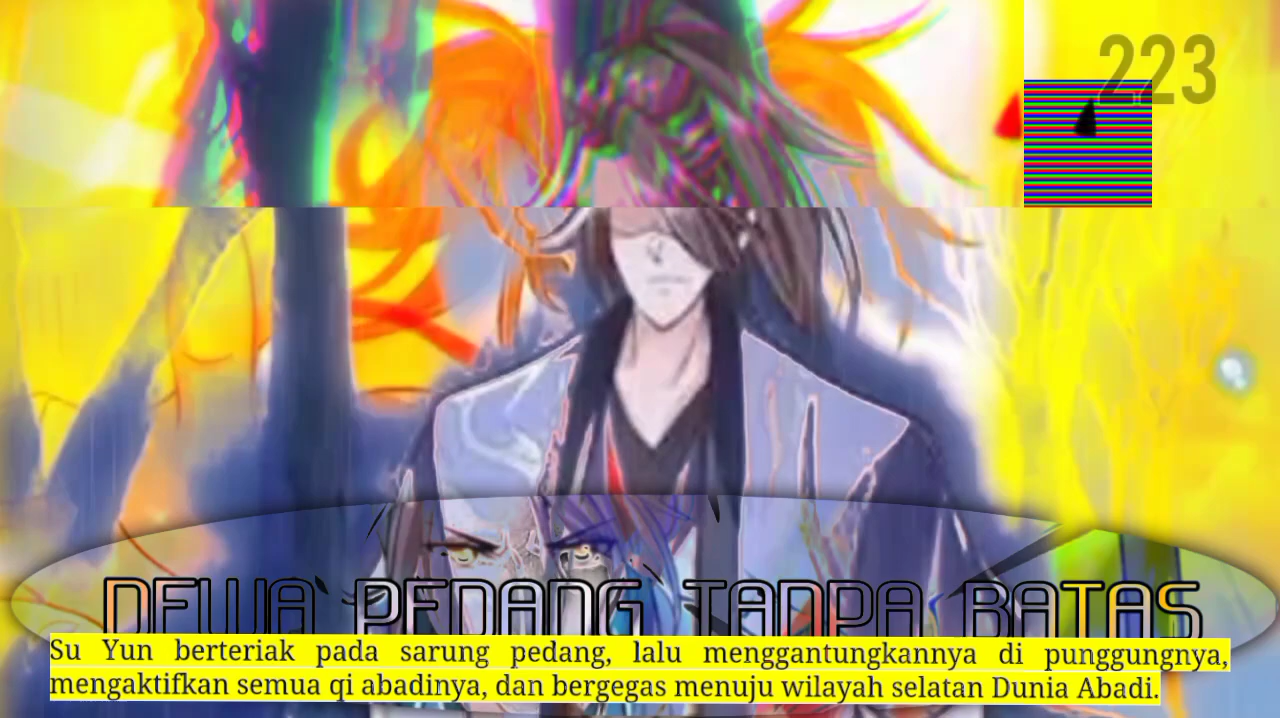 223
DEWA PEDANG TANPA BATAS
Su Yun berteriak pada sarung pedang, lalu menggantungkannya di punggungnya,
mengaktifkan semua qi abadinya, dan bergegas menuju wilayah selatan Dunia Abadi.